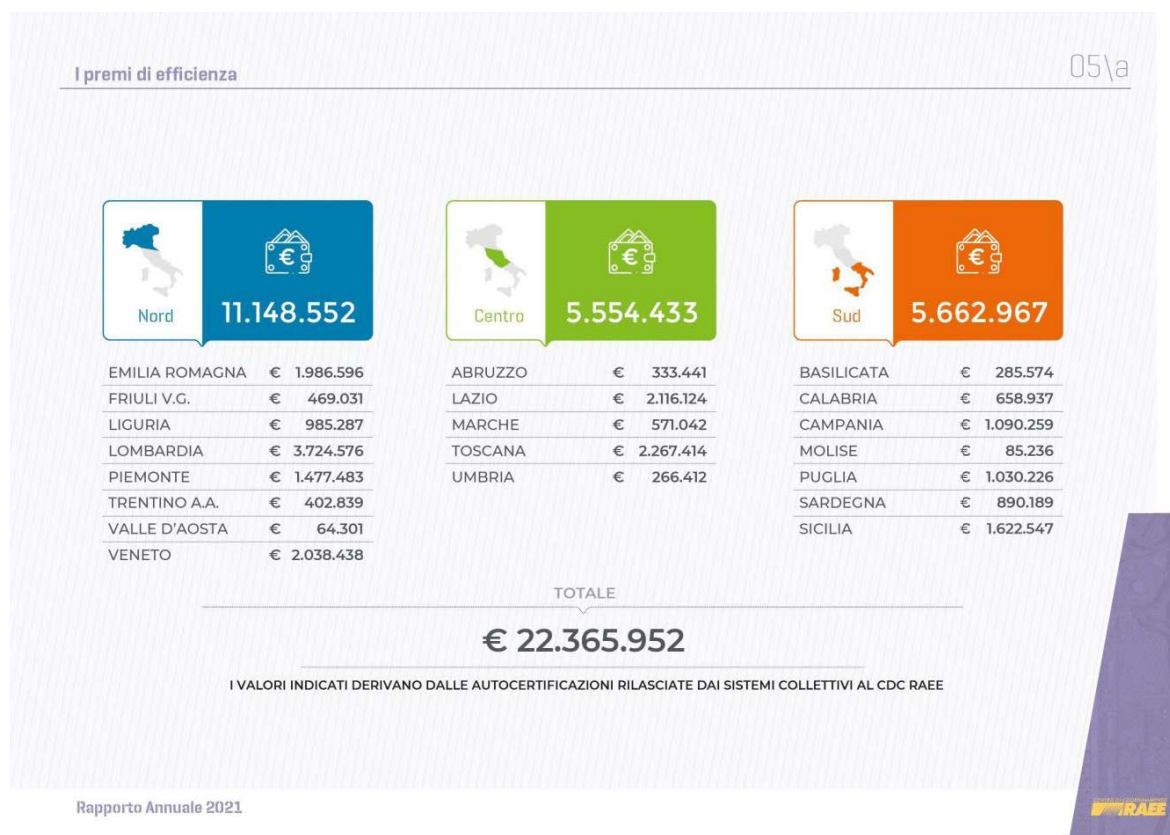 I premi di efficienza
05\a
Nord
11.148.552
EMILIA ROMAGNA € 1.986.596
FRIULI V.G. € 469.031
LIGURIA € 985.287
LOMBARDIA € 3.724.576
PIEMONTE € 1.477.483
TRENTINO A.A. € 402.839
VALLE D'AOSTA € 64.301
VENETO € 2.038.438
Centro
5.554.433
ABRUZZO € 333.441
LAZIO € 2.116.124
MARCHE € 571.042
TOSCANA € 2.267.414
UMBRIA € 266.412
Sud
5.662.967
BASILICATA € 285.574
CALABRIA € 658.937
CAMPANIA € 1.090.259
MOLISE € 85.236
PUGLIA € 1.030.226
SARDEGNA € 890.189
SICILIA € 1.622.547
TOTALE
€ 22.365.952
I VALORI INDICATI DERIVANO DALLE AUTOCERTIFICAZIONI RILASCIATE DAI SISTEMI COLLETTIVI AL CDC RAEE
Rapporto Annuale 2021
RAEE